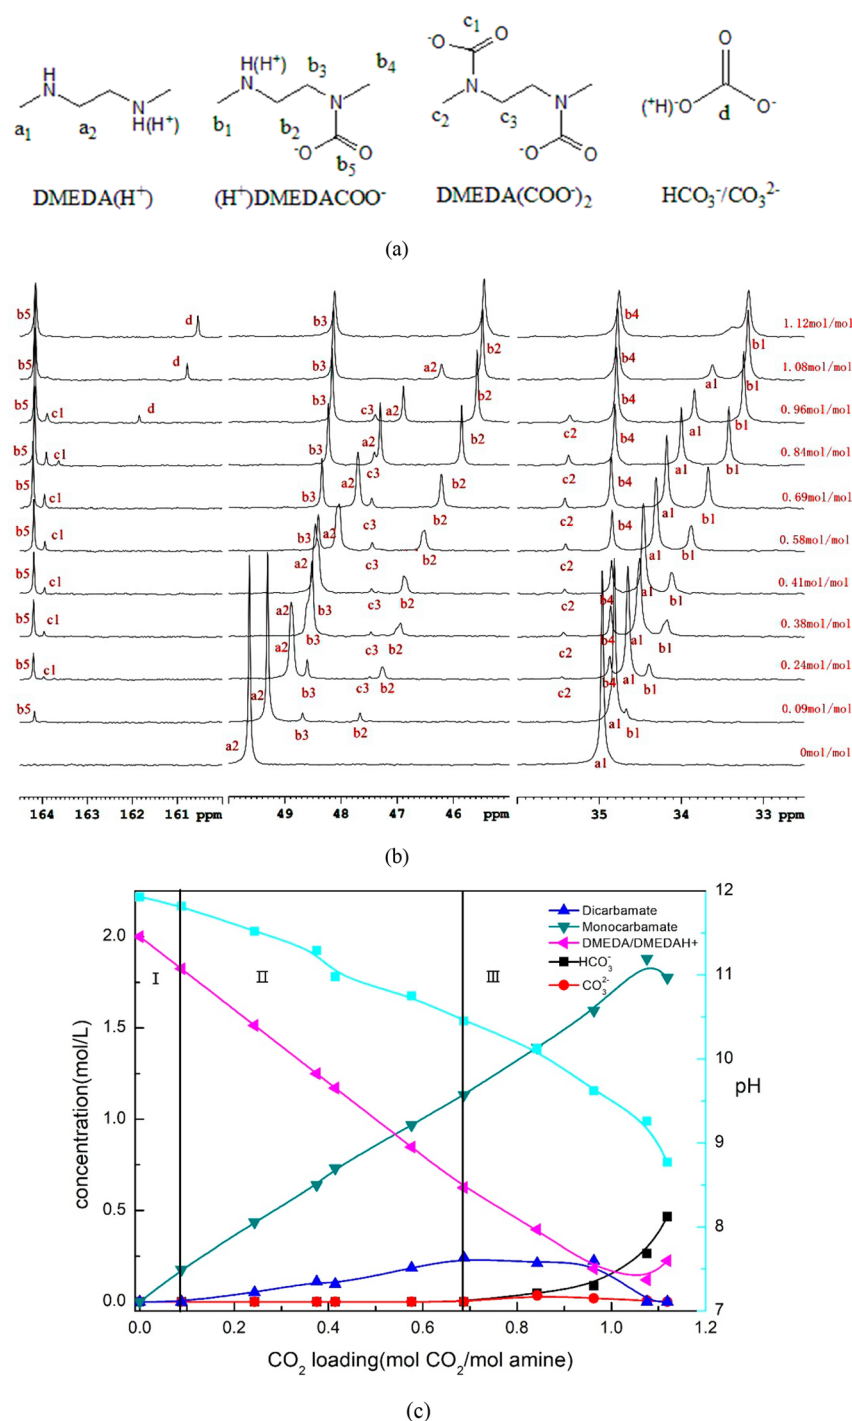 c1 -O O
H H(H+) b3 b4 N O
N N N N -O
a1 a2 N H(H+) b1 b2 -O O b5 c2 c3 -O O (+H)-O d O-
DMEDA(H+) (H+)DMEDACOO- DMEDA(COO-)2 HCO3-/CO32-
(a)
b5 d b3 b2 b4 b1 1.12mol/mol
b5 d b3 a2 b4 a1 b1 1.08mol/mol
b5 c1 d b3 c3 a2 b2 c2 b4 a1 b1 0.96mol/mol
b5 c1 b3 a2 c3 b2 c2 b4 a1 b1 0.84mol/mol
b5 c1 b3 a2 c3 b2 c2 b4 a1 b1 0.69mol/mol
b5 c1 b3 a2 c3 b2 c2 b4 a1 b1 0.58mol/mol
b5 c1 a2 b3 c3 b2 c2 b4 a1 b1 0.41mol/mol
b5 c1 a2 b3 c3 b2 c2 b4 a1 b1 0.38mol/mol
b5 c1 a2 b3 c3 b2 c2 b4 a1 b1 0.24mol/mol
b5 a2 b3 b2 a1 b1 0.09mol/mol
a2 a1 0mol/mol
164 163 162 161 ppm 49 48 47 46 ppm 35 34 33 ppm
(b)
12
2.0
1.5
1.0
0.5
0.0
concentration(mol/L)
I II III
Dicarbamate
Monocarbamate
DMEDA/DMEDAH+
HCO3-
CO32-
11
10
9
8
7
pH
0.0 0.2 0.4 0.6 0.8 1.0 1.2
CO2 loading(mol CO2/mol amine)
(c)